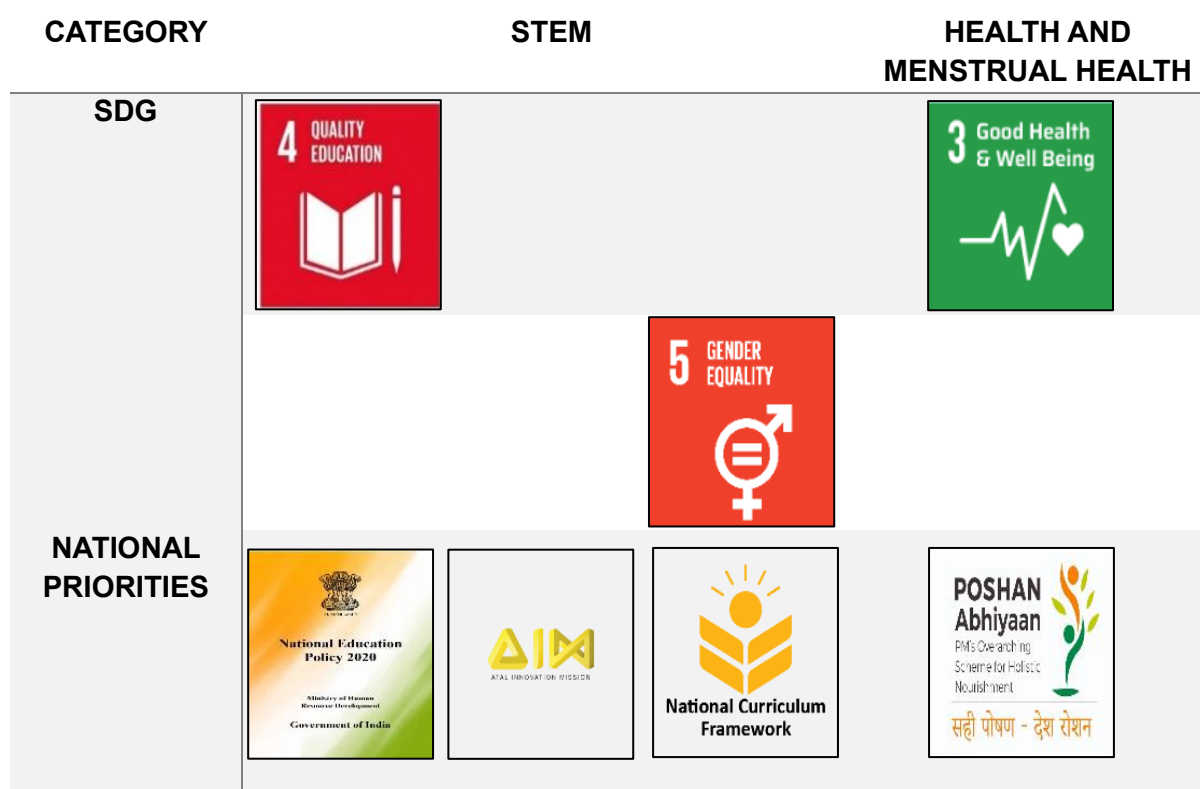 CATEGORY
STEM
HEALTH AND
MENSTRUAL HEALTH
SDG
4 QUALITY
EDUCATION
3 Good Health
& Well Being
5 GENDER
EQUALITY
NATIONAL
PRIORITIES
National Education
Policy 2020
Ministry of Human
Resource Development
Government of India
AIM
ATAL INNOVATION MISSION
National Curriculum
Framework
POSHAN
Abhiyaan
PM's Overarching
Scheme for Holistic
Nourishment
सही पोषण - देश रोशन